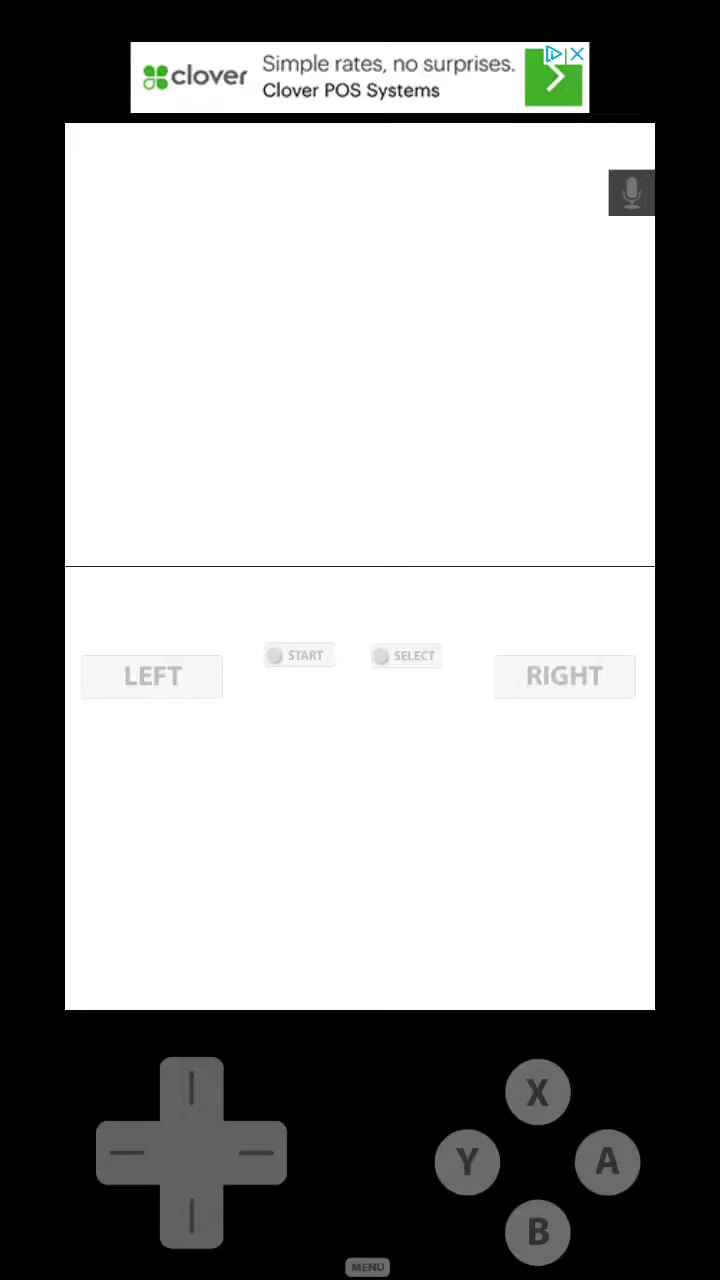 clover
Simple rates, no surprises.
Clover POS Systems
START
SELECT
LEFT
RIGHT
X
Y
A
B
MENU